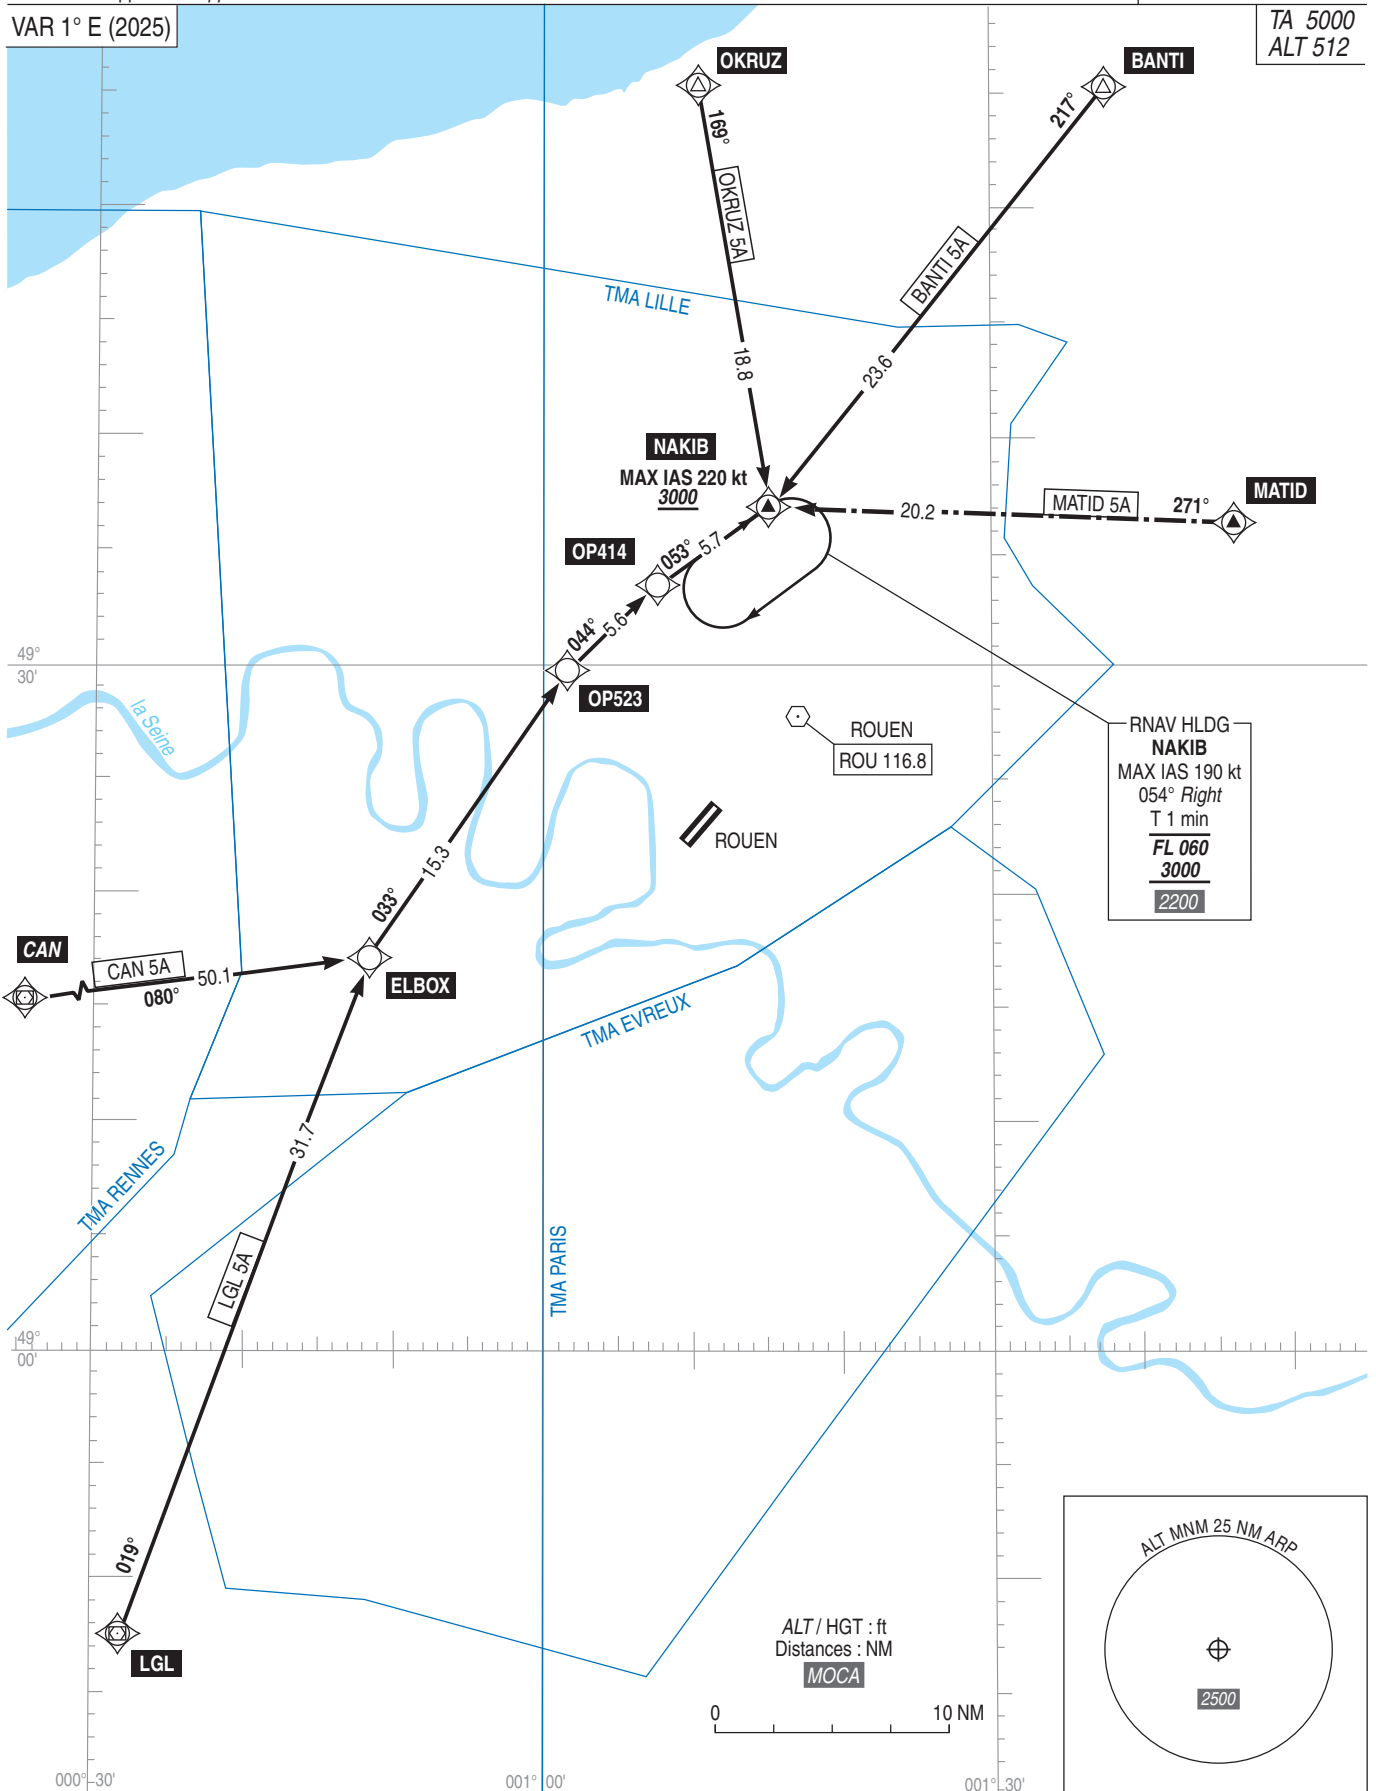 VAR 1° E (2025)
TA 5000
ALT 512
OKRUZ
BANTI
169°
217°
OKRUZ 5A
BANTI 5A
TMA LILLE
18.8
23.6
NAKIB
MAX IAS 220 kt
3000
MATID
271°
MATID 5A
20.2
OP414
053°
5.7
044°
5.6
49°
30'
OP523
la Seine
ROUEN
ROU 116.8
RNAV HLDG
NAKIB
MAX IAS 190 kt
054° Right
T 1 min
FL 060
3000
2200
ROUEN
15.3
033°
CAN
CAN 5A
50.1
080°
ELBOX
TMA EVREUX
31.7
TMA RENNES
LGL 5A
TMA PARIS
49°
00'
019°
LGL
ALT / HGT : ft
Distances : NM
MOCA
0
10 NM
ALT MNM 25 NM ARP
2500
000° 30'
001° 00'
001° 30'